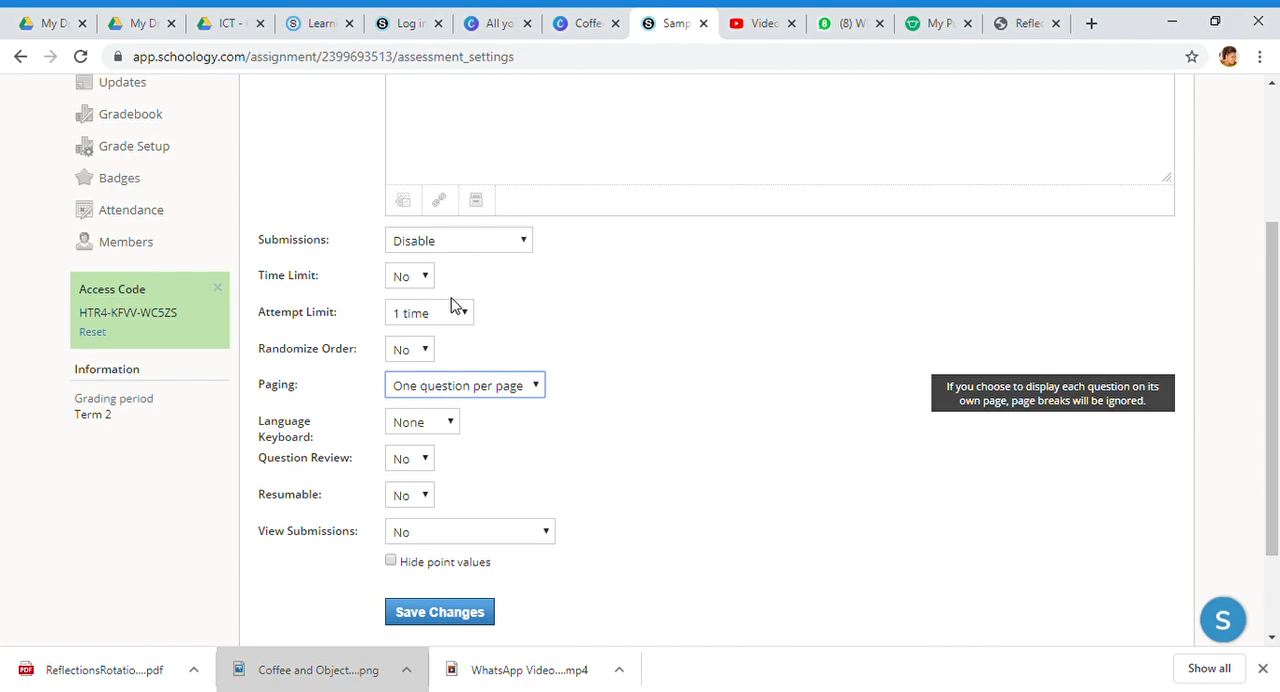 My D
My Dr
ICT -
Learn
Log in
All yo
Coffe
Samp
Videc
(8) W
My P
Reflec
app.schoology.com/assignment/2399693513/assessment_settings
Updates
Gradebook
Grade Setup
Badges
Attendance
Members
Access Code
HTR4-KFVV-WC5ZS
Reset
Information
Grading period
Term 2
Submissions: Disable
Time Limit: No
Attempt Limit: 1 time
Randomize Order: No
Paging: One question per page
If you choose to display each question on its
own page, page breaks will be ignored.
Language
Keyboard: None
Question Review: No
Resumable: No
View Submissions: No
Hide point values
Save Changes
S
ReflectionsRotatio....pdf
Coffee and Object....png
WhatsApp Video....mp4
Show all